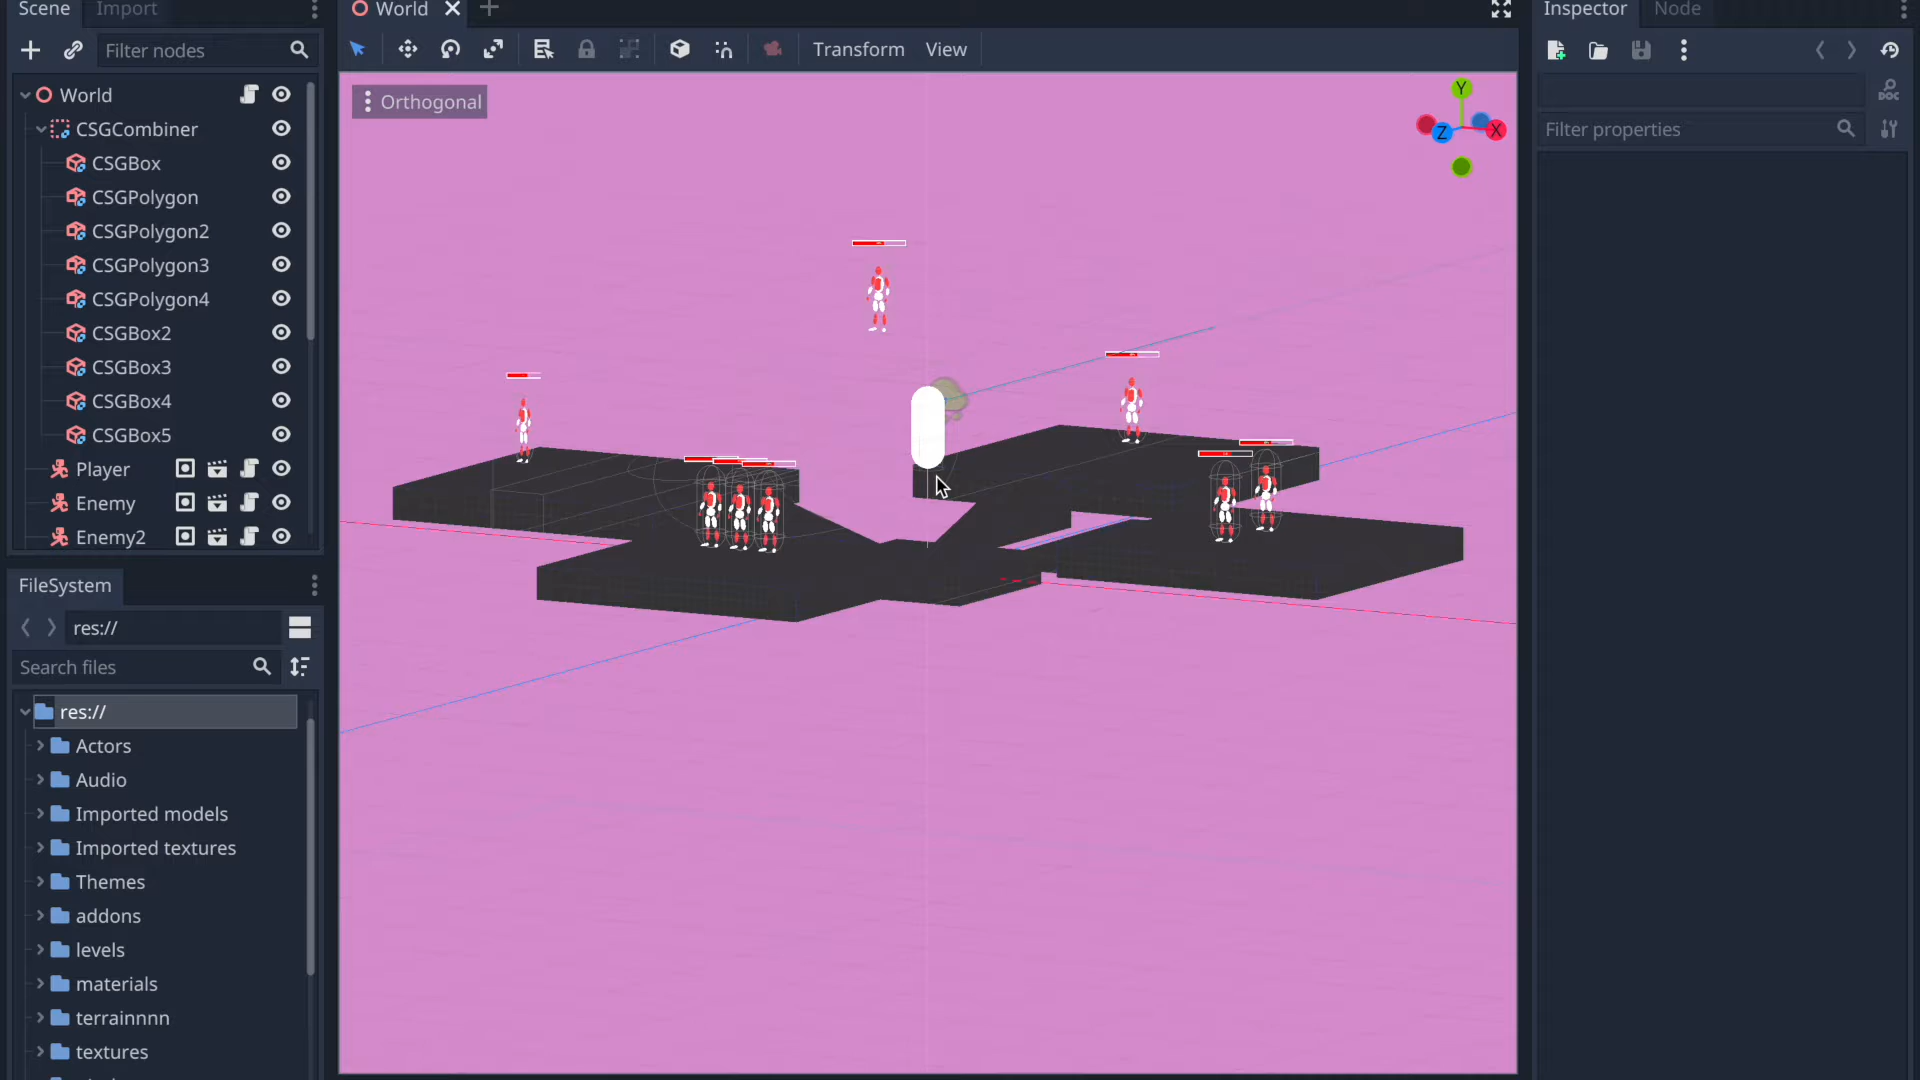 Scene Import
Filter nodes
World
CSGCombiner
CSGBox
CSGPolygon
CSGPolygon2
CSGPolygon3
CSGPolygon4
CSGBox2
CSGBox3
CSGBox4
CSGBox5
Player
Enemy
Enemy2
FileSystem
res://
Search files
res://
Actors
Audio
Imported models
Imported textures
Themes
addons
levels
materials
terrainnnn
textures
World
Transform View
Orthogonal
Y
Z X
Inspector Node
DOC
Filter properties